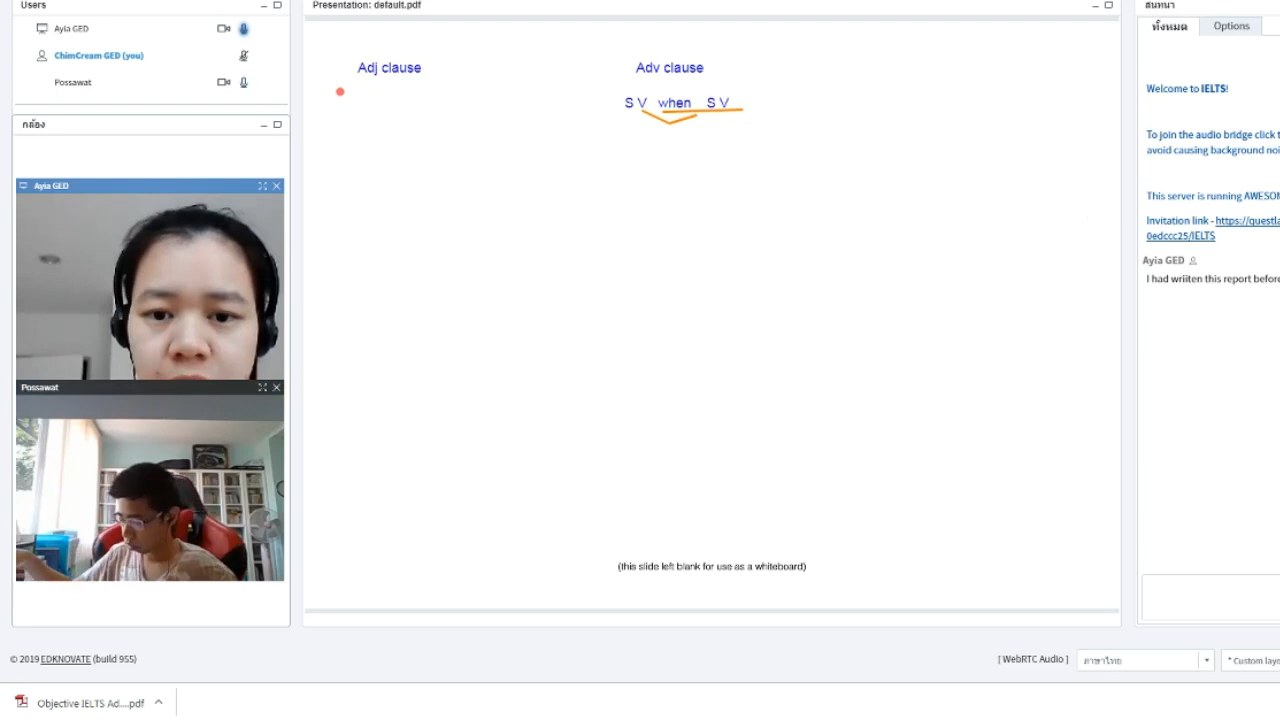 Users
Ayia GED
ChimCream GED (you)
Possawat
กล้อง
Ayia GED
Possawat
Presentation: default.pdf
Adj clause
Adv clause
S V when S V
(this slide left blank for use as a whiteboard)
สนทนา
ทั้งหมด
Options
Welcome to IELTS!
To join the audio bridge click
avoid causing background noi
This server is running AWESO
Invitation link - https://questla
0edccc25/IELTS
Ayia GED
I had wriiten this report before
© 2019 EDKNOVATE (build 955)
[ WebRTC Audio ]
ภาษาไทย
* Custom layo
Objective IELTS Ad....pdf